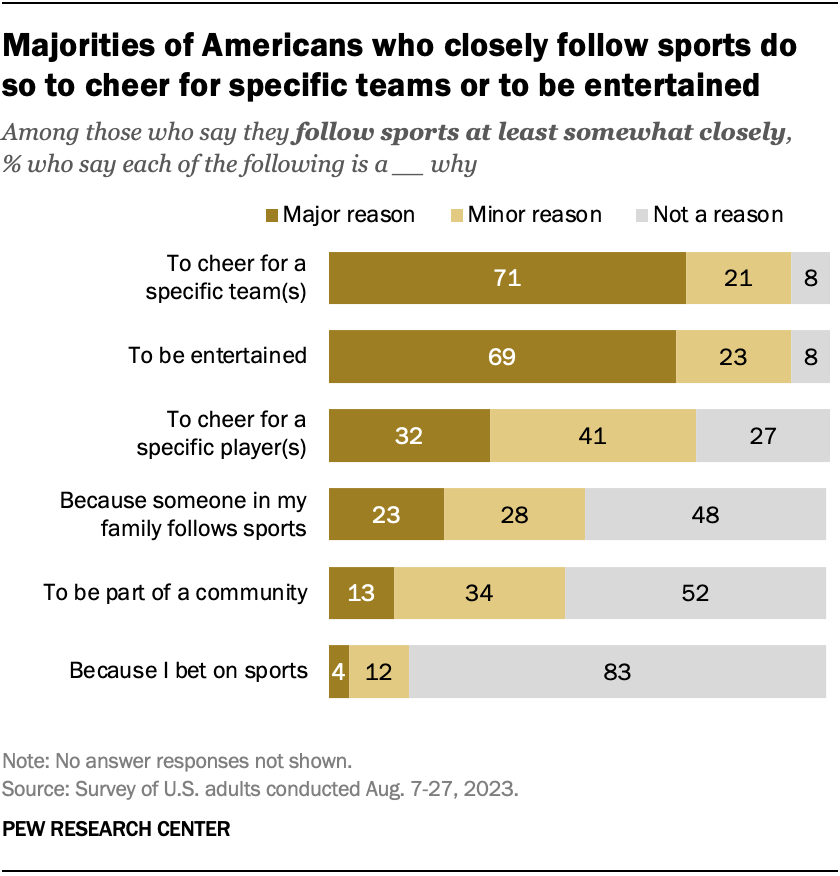 Majorities of Americans who closely follow sports do
so to cheer for specific teams or to be entertained
Among those who say they follow sports at least somewhat closely,
% who say each of the following is a __ why
Major reason Minor reason Not a reason
To cheer for a
specific team(s)
71 21 8
To be entertained
69 23 8
To cheer for a
specific player(s)
32 41 27
Because someone in my
family follows sports
23 28 48
To be part of a community
13 34 52
Because I bet on sports
4 12 83
Note: No answer responses not shown.
Source: Survey of U.S. adults conducted Aug. 7-27, 2023.
PEW RESEARCH CENTER